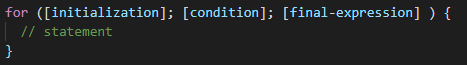 for ([initialization]; [condition]; [final-expression] ) {
  // statement
}